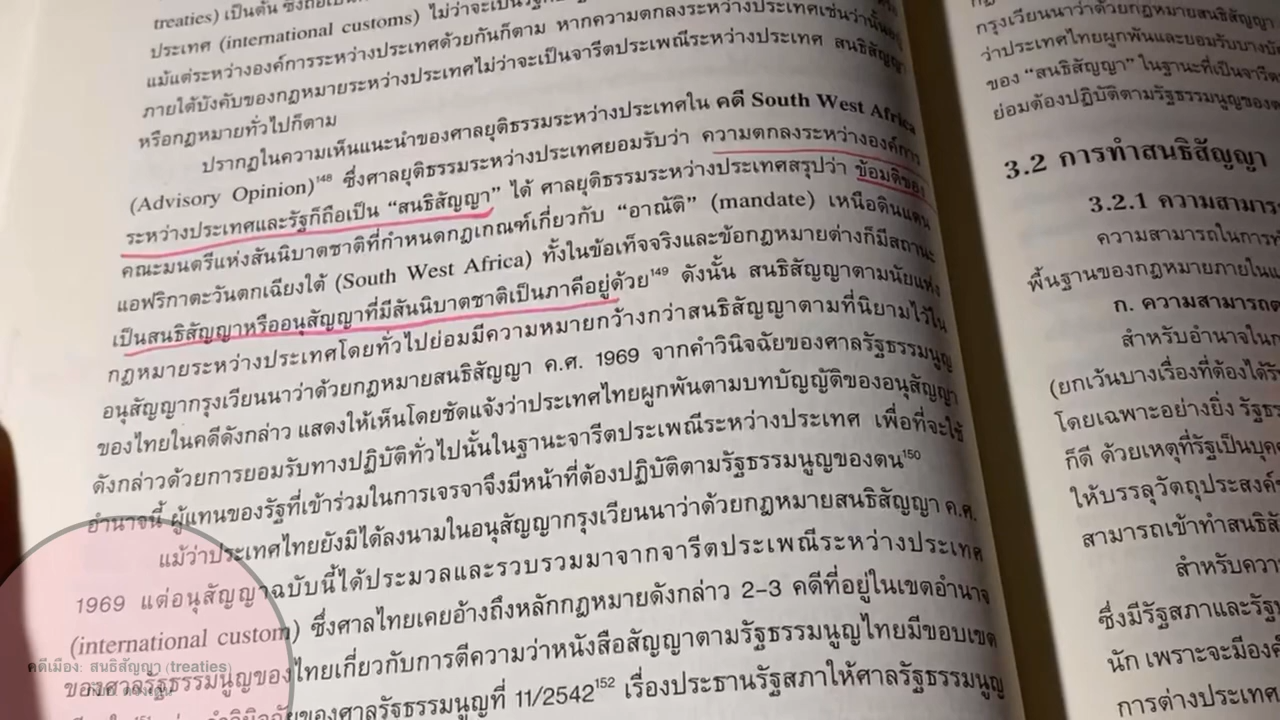 treaties) เป็นต้น
ประเทศ (international customs) ไม่ว่าจะเป็น
แม้แต่ระหว่างองค์การระหว่างประเทศด้วยกันก็ตาม หากความตกลงระหว่างประเทศเช่นว่านั้น
ภายใต้บังคับของกฎหมายระหว่างประเทศไม่ว่าจะเป็นจารีตประเพณีระหว่างประเทศ สนธิสัญญา
หรือกฎหมายทั่วไปก็ตาม
ปรากฏในความเห็นแนะนำของศาลยุติธรรมระหว่างประเทศใน คดี South West Africa
(Advisory Opinion)148 ซึ่งศาลยุติธรรมระหว่างประเทศยอมรับว่า ความตกลงระหว่างองค์การ
ระหว่างประเทศและรัฐก็ถือเป็น “สนธิสัญญา” ได้ ศาลยุติธรรมระหว่างประเทศสรุปว่า ข้อมติของ
คณะมนตรีแห่งสันนิบาตชาติที่กำหนดกฎเกณฑ์เกี่ยวกับ “อาณัติ” (mandate) เหนือดินแดน
แอฟริกาตะวันตกเฉียงใต้ (South West Africa) ทั้งในข้อเท็จจริงและข้อกฎหมายต่างก็มีสถานะ
เป็นสนธิสัญญาหรืออนุสัญญาที่มีสันนิบาตชาติเป็นภาคีอยู่ด้วย149 ดังนั้น สนธิสัญญาตามนัยแห่ง
กฎหมายระหว่างประเทศโดยทั่วไปย่อมมีความหมายกว้างกว่าสนธิสัญญาตามที่นิยามไว้ใน
อนุสัญญากรุงเวียนนาว่าด้วยกฎหมายสนธิสัญญา ค.ศ. 1969 จากคำวินิจฉัยของศาลรัฐธรรมนูญ
ของไทยในคดีดังกล่าว แสดงให้เห็นโดยชัดแจ้งว่าประเทศไทยผูกพันตามบทบัญญัติของอนุสัญญา
ดังกล่าวด้วยการยอมรับทางปฏิบัติทั่วไปนั้นในฐานะจารีตประเพณีระหว่างประเทศ เพื่อที่จะใช้
อำนาจนี้ ผู้แทนของรัฐที่เข้าร่วมในการเจรจาจึงมีหน้าที่ต้องปฏิบัติตามรัฐธรรมนูญของตน150
แม้ว่าประเทศไทยยังมิได้ลงนามในอนุสัญญากรุงเวียนนาว่าด้วยกฎหมายสนธิสัญญา ค.ศ.
1969 แต่อนุสัญญาฉบับนี้ได้ประมวลและรวบรวมมาจากจารีตประเพณีระหว่างประเทศ
(international custom) ซึ่งศาลไทยเคยอ้างถึงหลักกฎหมายดังกล่าว 2-3 คดีที่อยู่ในเขตอำนาจ
ของศาลรัฐธรรมนูญของไทยเกี่ยวกับการตีความว่าหนังสือสัญญาตามรัฐธรรมนูญไทยมีขอบเขต
ของศาลรัฐธรรมนูญที่ 11/2542152 เรื่องประธานรัฐสภาให้ศาลรัฐธรรมนูญ
คดีเมือง: สนธิสัญญา (treaties)
กรุงเวียนนาว่าด้วยกฎหมายสนธิสัญญา
ว่าประเทศไทยผูกพันและยอมรับบางบท
ของ “สนธิสัญญา” ในฐานะที่เป็นจารีต
ย่อมต้องปฏิบัติตามรัฐธรรมนูญของ
3.2 การทำสนธิสัญญา
3.2.1 ความสามาร
ความสามารถในการทำ
พื้นฐานของกฎหมายภายใน
ก. ความสามารถ
สำหรับอำนาจใน
(ยกเว้นบางเรื่องที่ต้องได้รับ
โดยเฉพาะอย่างยิ่ง รัฐธร
ก็ดี ด้วยเหตุที่รัฐเป็นบุค
ให้บรรลุวัตถุประสงค์
สามารถเข้าทำสนธิสั
สำหรับควา
ซึ่งมีรัฐสภาและรัฐ
นัก เพราะจะมีองค์
การต่างประเทศ